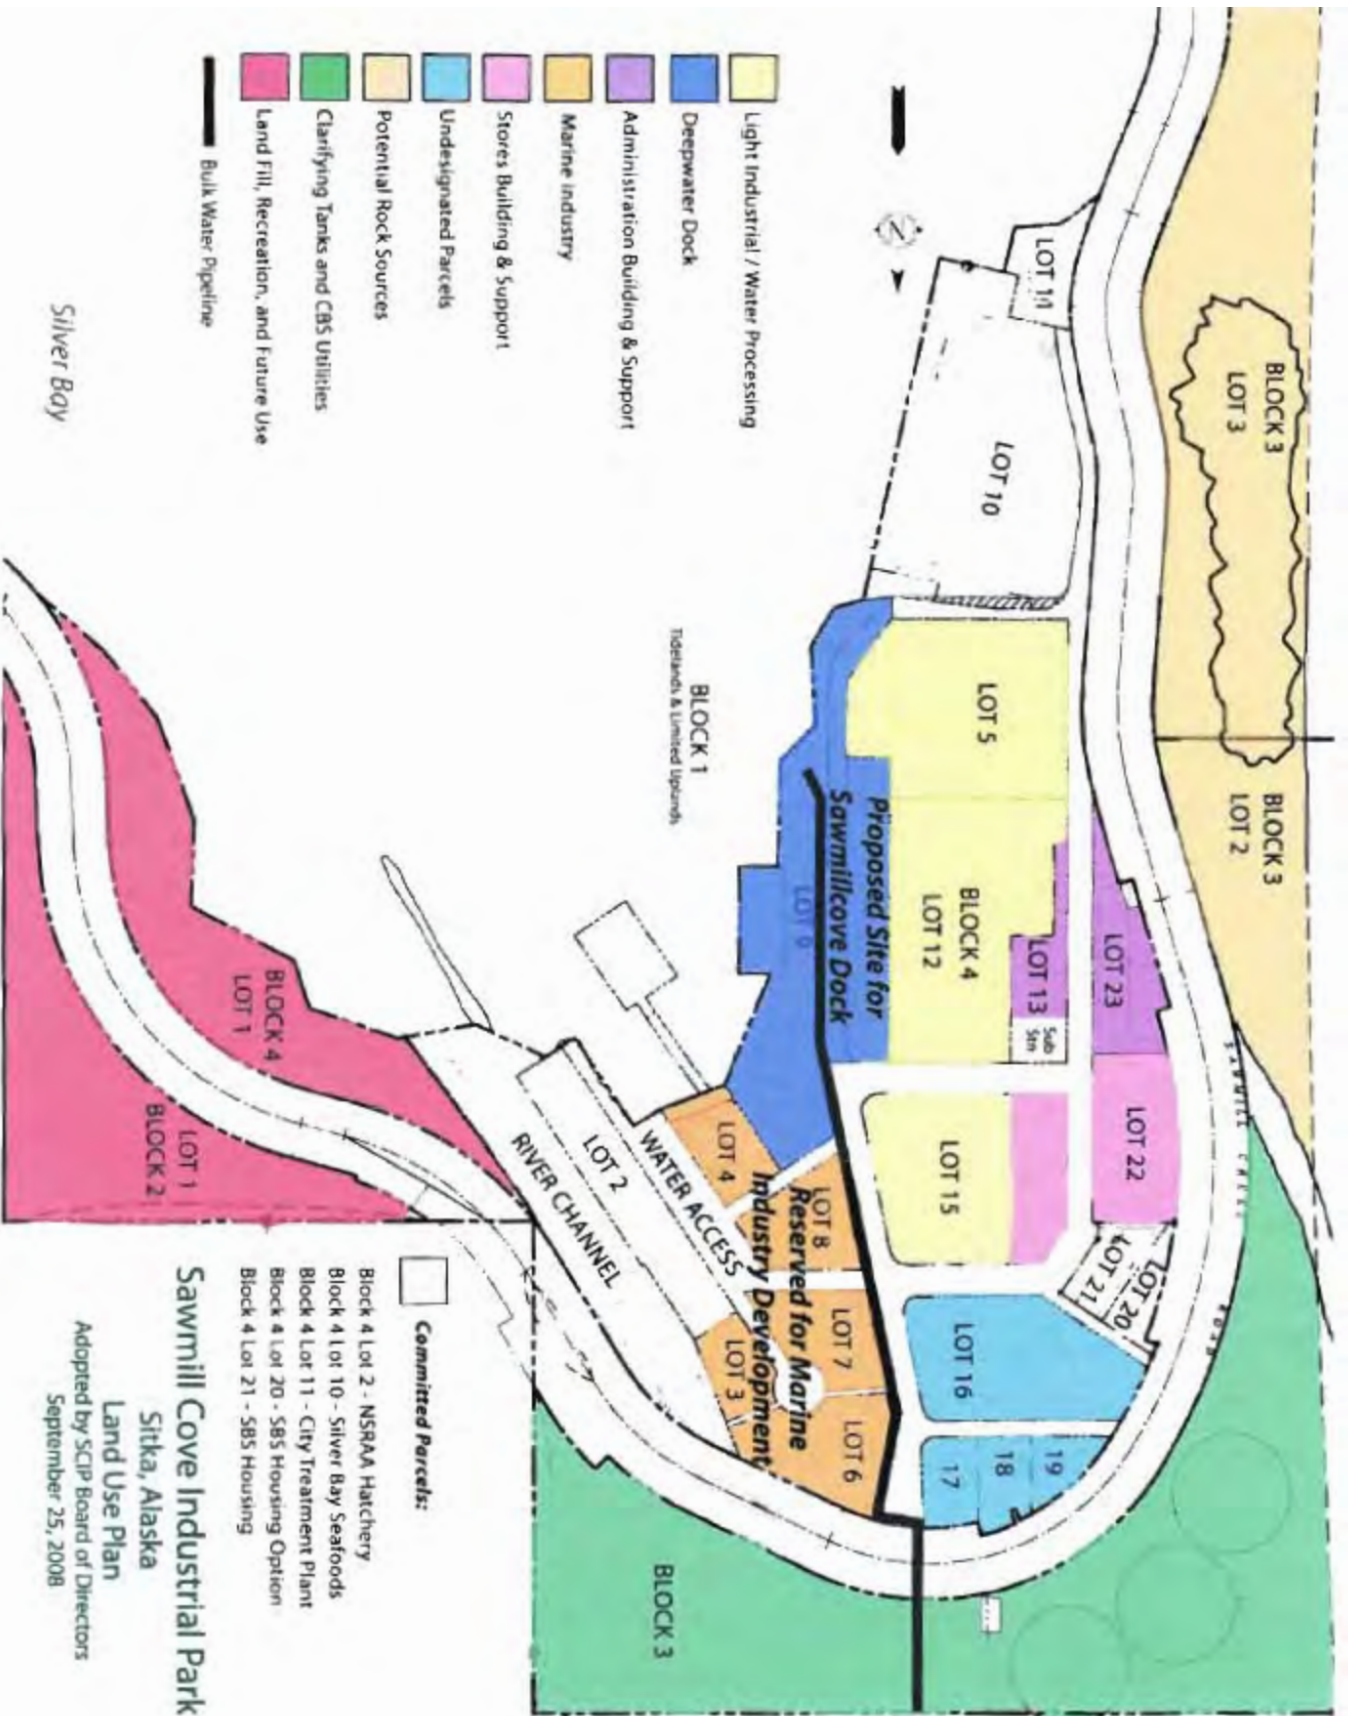 Light Industrial / Water Processing
Deepwater Dock
Administration Building & Support
Marine Industry
Stores Building & Support
Undesignated Parcels
Potential Rock Sources
Clarifying Tanks and CBS Utilities
Land Fill, Recreation, and Future Use
Bulk Water Pipeline
Silver Bay
N
BLOCK 3
LOT 3
BLOCK 3
LOT 2
LOT 11
LOT 10
LOT 5
BLOCK 4
LOT 12
LOT 13
Sub
Stn
LOT 23
LOT 22
LOT 15
LOT 20
LOT 21
LOT 16
19
18
17
SAWMILL CREEK ROAD
Proposed Site for
Sawmillcove Dock
BLOCK 1
Tidelands & Limited Uplands
LOT 4
LOT 8
LOT 7
LOT 6
LOT 3
Reserved for Marine
Industry Development
WATER ACCESS
LOT 2
RIVER CHANNEL
BLOCK 4
LOT 1
LOT 1
BLOCK 2
BLOCK 3
Committed Parcels:
Block 4 Lot 2 - NSRAA Hatchery
Block 4 Lot 10 - Silver Bay Seafoods
Block 4 Lot 11 - City Treatment Plant
Block 4 Lot 20 - SBS Housing Option
Block 4 Lot 21 - SBS Housing
Sawmill Cove Industrial Park
Sitka, Alaska
Land Use Plan
Adopted by SCIP Board of Directors
September 25, 2008